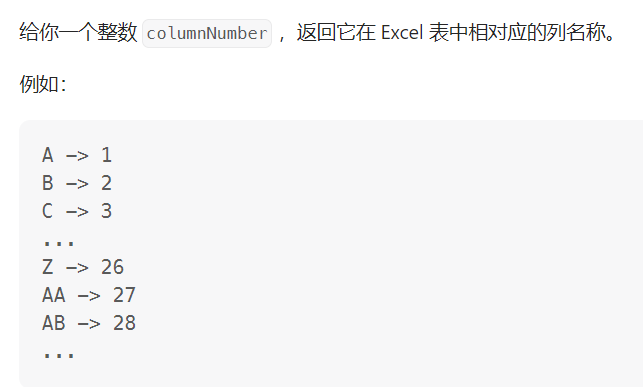 给你一个整数 columnNumber ，返回它在 Excel 表中相对应的列名称。
例如：
A -> 1
B -> 2
C -> 3
...
Z -> 26
AA -> 27
AB -> 28
...